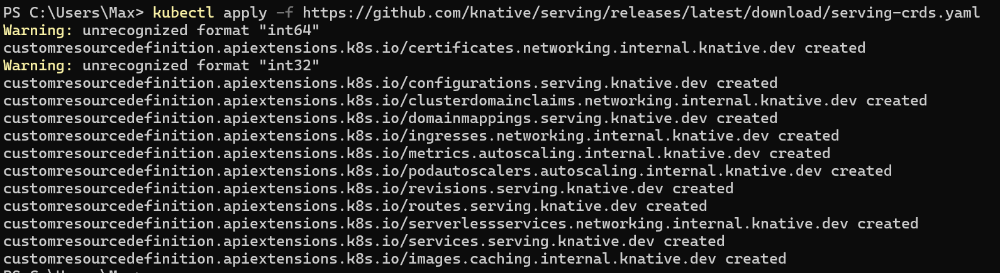 PS C:\Users\Max> kubectl apply -f https://github.com/knative/serving/releases/latest/download/serving-crds.yaml
Warning: unrecognized format "int64"
customresourcedefinition.apiextensions.k8s.io/certificates.networking.internal.knative.dev created
Warning: unrecognized format "int32"
customresourcedefinition.apiextensions.k8s.io/configurations.serving.knative.dev created
customresourcedefinition.apiextensions.k8s.io/clusterdomainclaims.networking.internal.knative.dev created
customresourcedefinition.apiextensions.k8s.io/domainmappings.serving.knative.dev created
customresourcedefinition.apiextensions.k8s.io/ingresses.networking.internal.knative.dev created
customresourcedefinition.apiextensions.k8s.io/metrics.autoscaling.internal.knative.dev created
customresourcedefinition.apiextensions.k8s.io/podautoscalers.autoscaling.internal.knative.dev created
customresourcedefinition.apiextensions.k8s.io/revisions.serving.knative.dev created
customresourcedefinition.apiextensions.k8s.io/routes.serving.knative.dev created
customresourcedefinition.apiextensions.k8s.io/serverlessservices.networking.internal.knative.dev created
customresourcedefinition.apiextensions.k8s.io/services.serving.knative.dev created
customresourcedefinition.apiextensions.k8s.io/images.caching.internal.knative.dev created